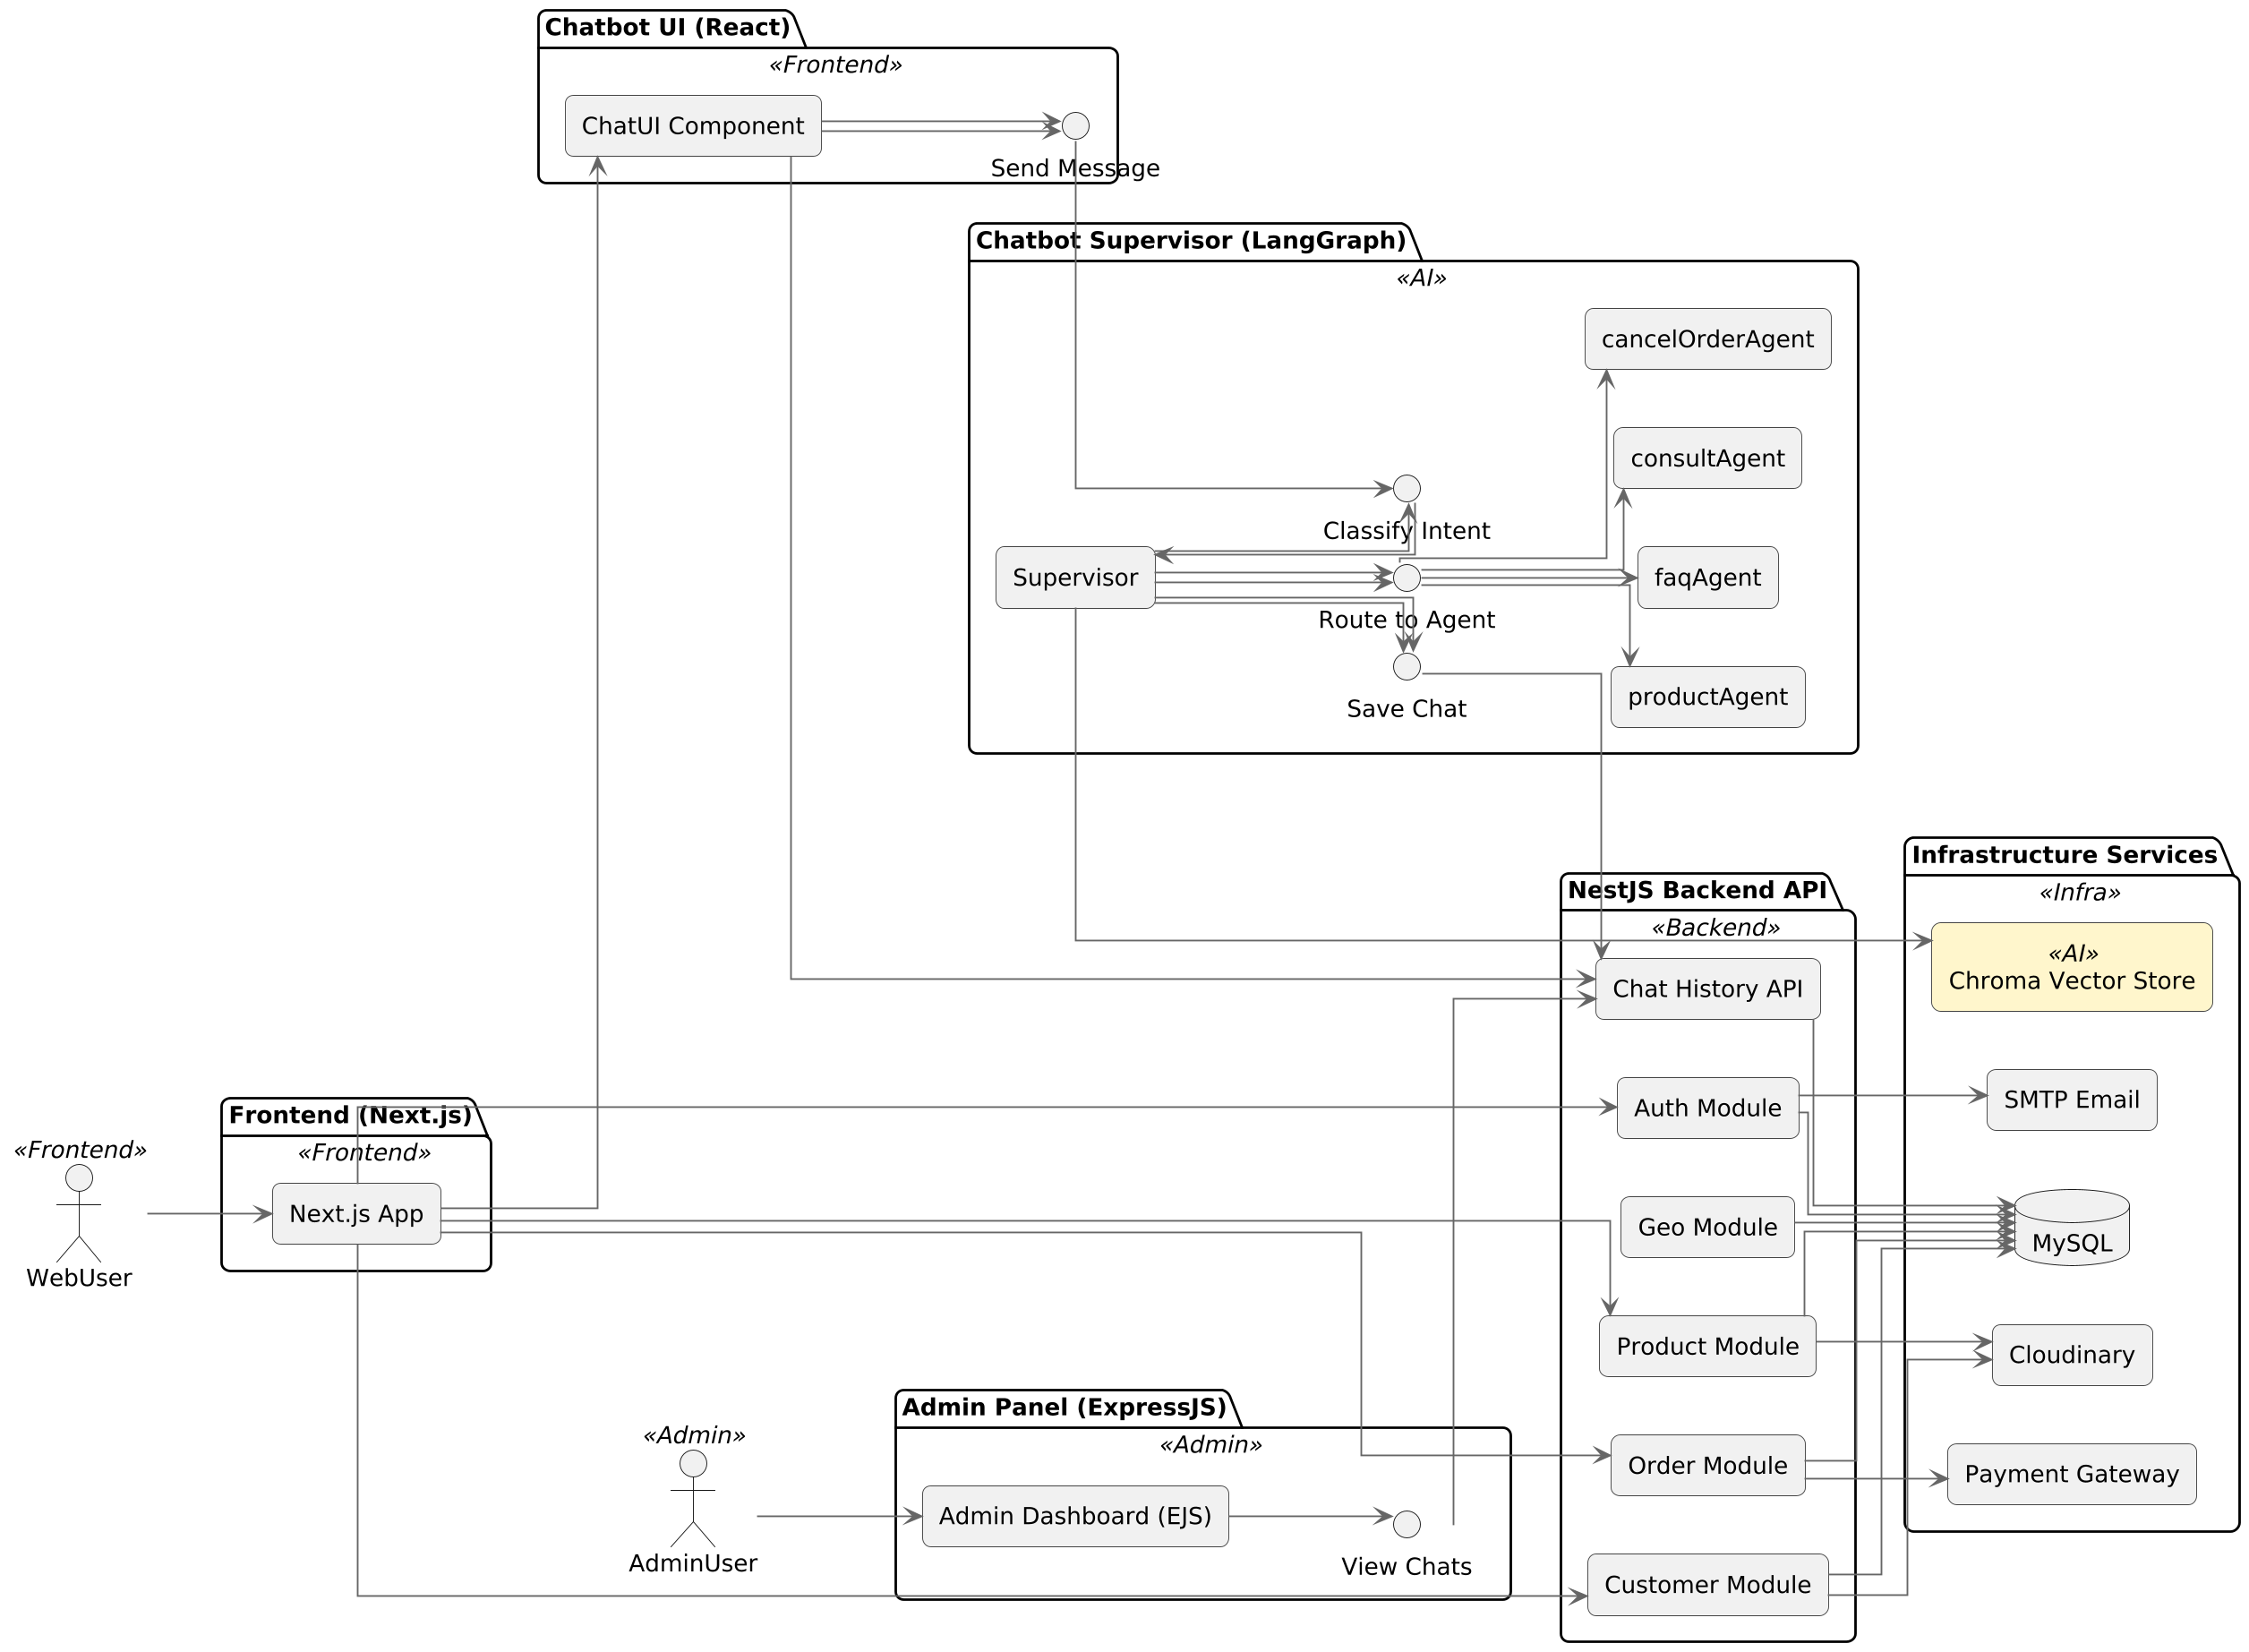 Chatbot UI (React)
«Frontend»
ChatUI Component
Send Message
Chatbot Supervisor (LangGraph)
«AI»
cancelOrderAgent
consultAgent
Classify Intent
Supervisor
faqAgent
Route to Agent
productAgent
Save Chat
Infrastructure Services
«Infra»
NestJS Backend API
«Backend»
«AI»
Chroma Vector Store
Chat History API
SMTP Email
Auth Module
Frontend (Next.js)
«Frontend»
«Frontend»
Next.js App
WebUser
Geo Module
MySQL
Product Module
Cloudinary
Admin Panel (ExpressJS)
«Admin»
«Admin»
Order Module
Payment Gateway
Admin Dashboard (EJS)
AdminUser
View Chats
Customer Module